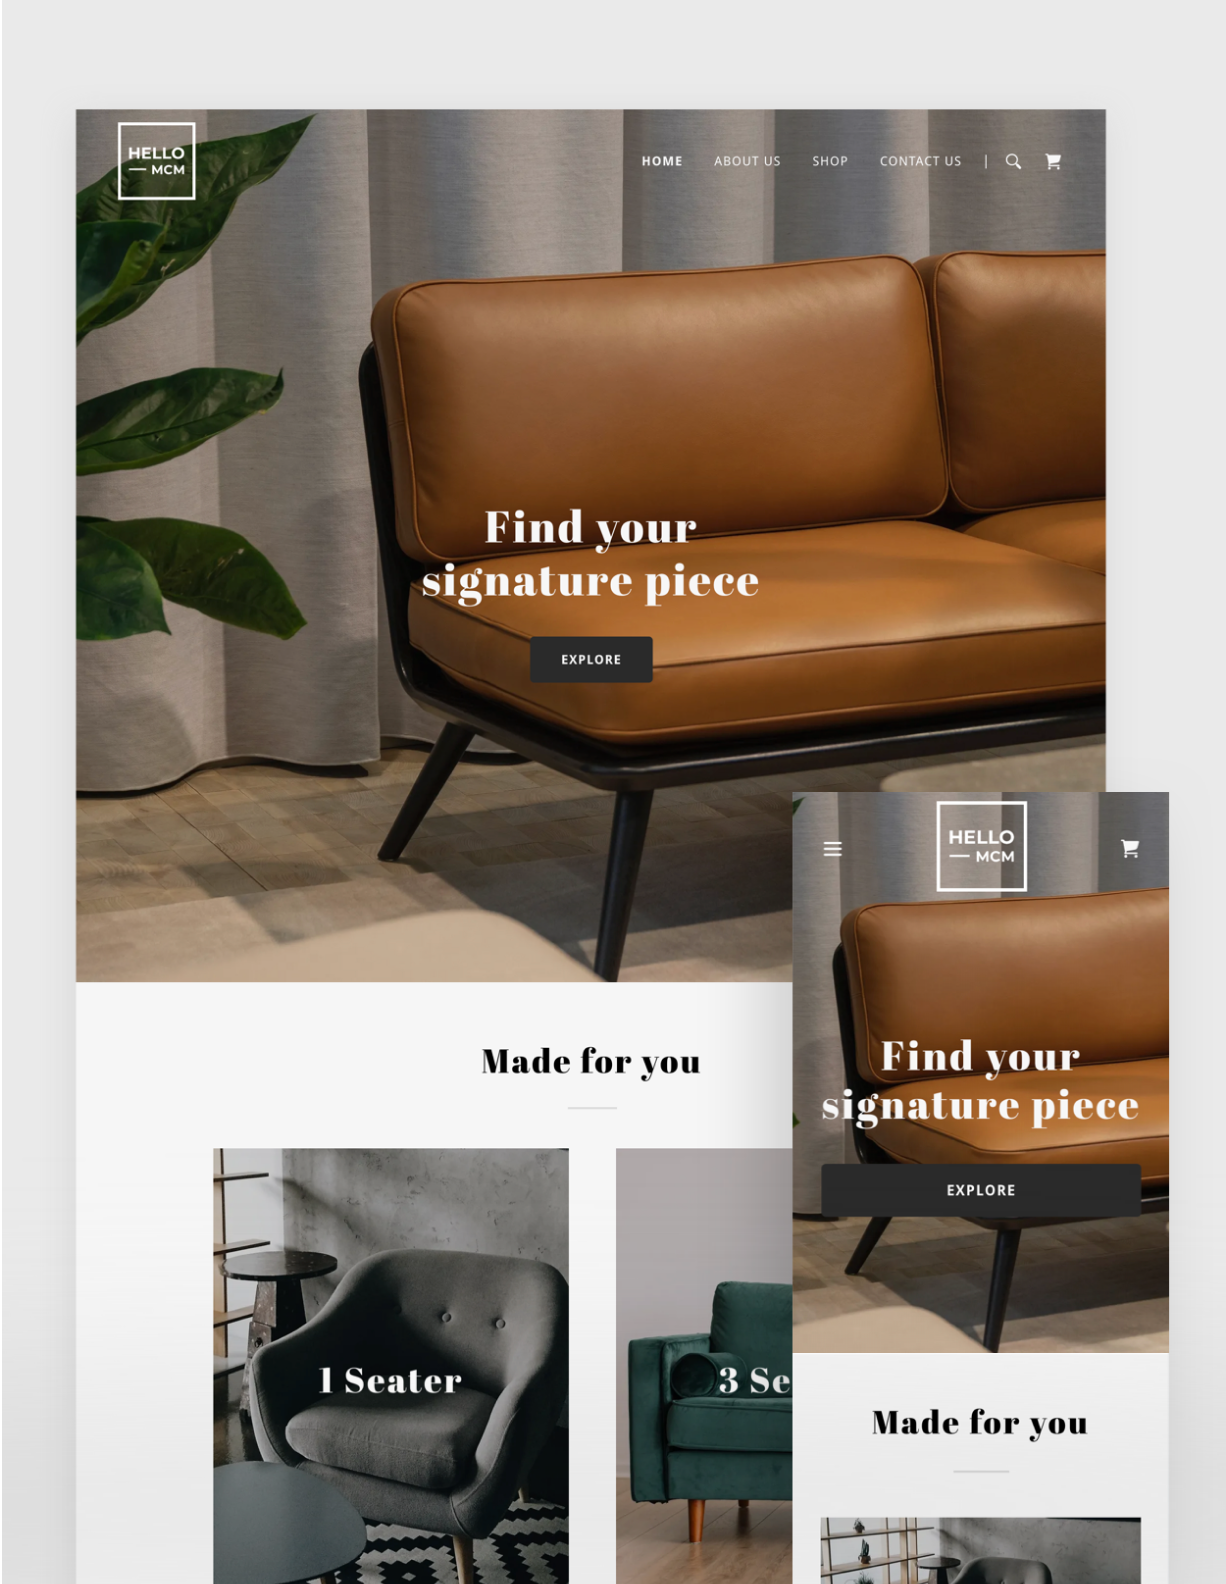 HELLO
— MCM
HOME ABOUT US SHOP CONTACT US |
Find your
signature piece
EXPLORE
Made for you
1 Seater
3 Se
HELLO
— MCM
Find your
signature piece
EXPLORE
Made for you